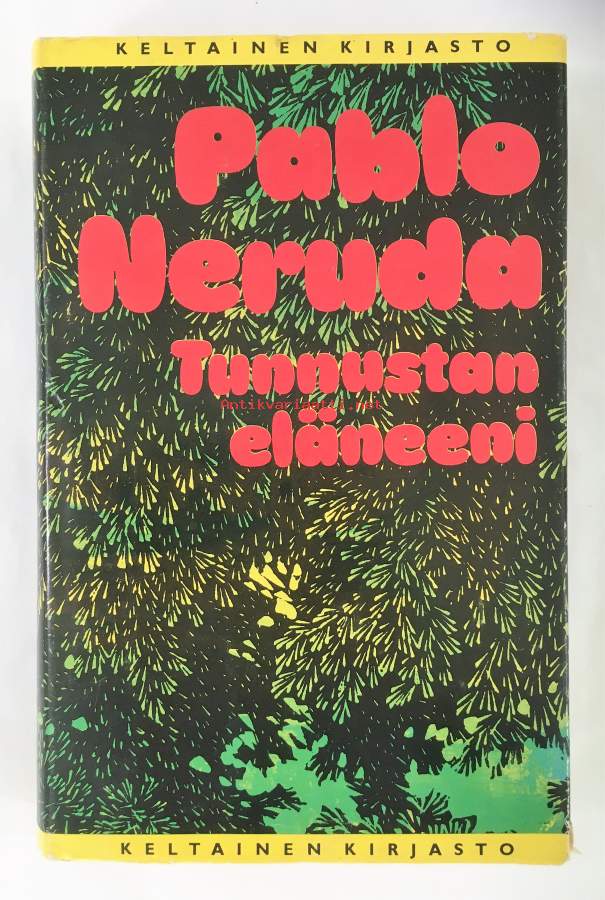 KELTAINEN KIRJASTO
Pablo
Neruda
Tunnustan
Antikvariaatti.net
eläneeni
KELTAINEN KIRJASTO